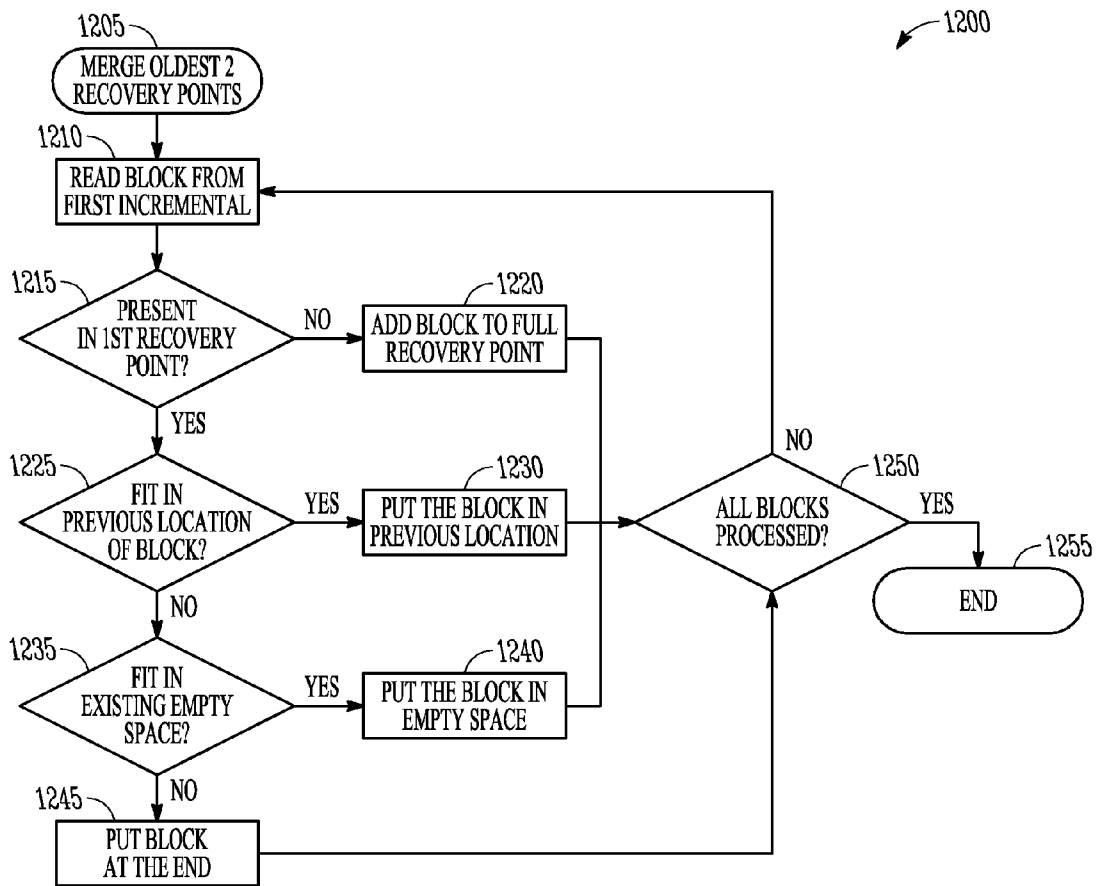 1200
1205
MERGE OLDEST 2
RECOVERY POINTS
1210
READ BLOCK FROM
FIRST INCREMENTAL
1215
PRESENT
IN 1ST RECOVERY
POINT?
NO
1220
ADD BLOCK TO FULL
RECOVERY POINT
YES
1225
FIT IN
PREVIOUS LOCATION
OF BLOCK?
YES
1230
PUT THE BLOCK IN
PREVIOUS LOCATION
NO
1250
ALL BLOCKS
PROCESSED?
YES
1255
END
NO
1235
FIT IN
EXISTING EMPTY
SPACE?
YES
1240
PUT THE BLOCK IN
EMPTY SPACE
NO
1245
PUT BLOCK
AT THE END